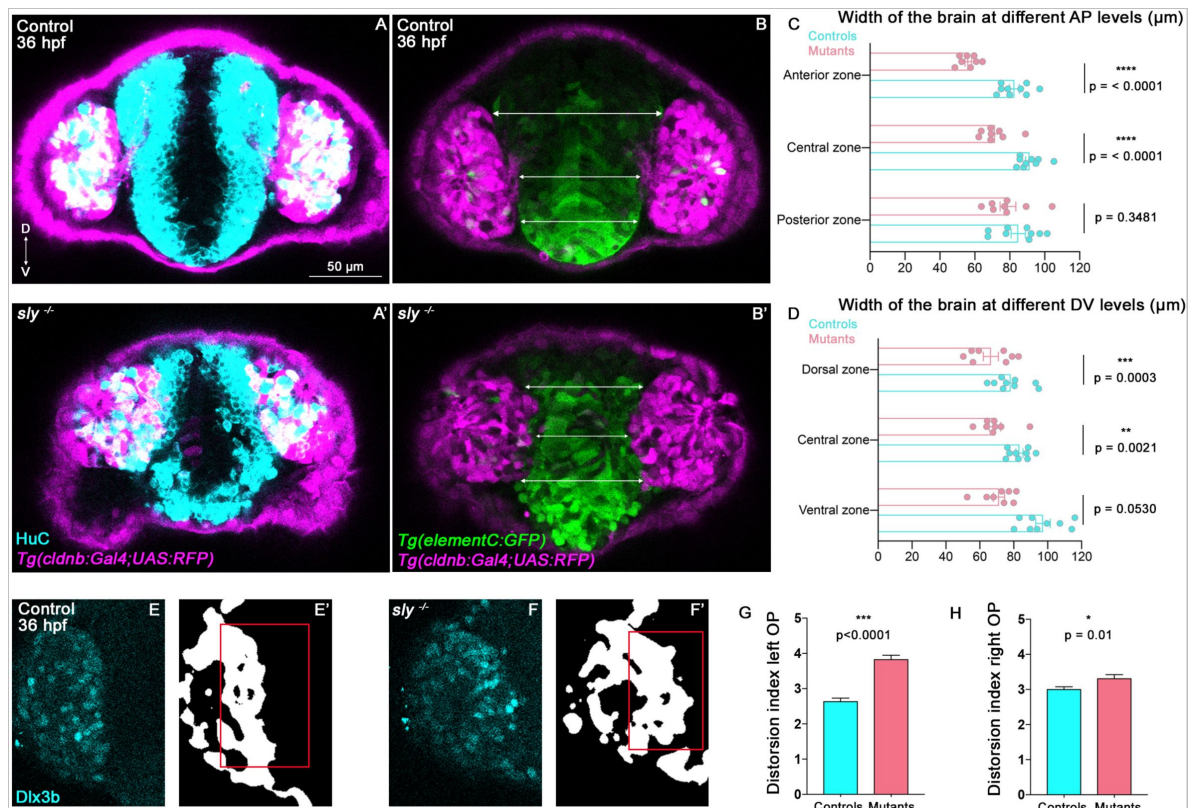 Control
36 hpf
A
D
V
50 µm
Control
36 hpf
B
C
Width of the brain at different AP levels (µm)
Controls
Mutants
Anterior zone
****
p = < 0.0001
Central zone
****
p = < 0.0001
Posterior zone
p = 0.3481
0 20 40 60 80 100 120
sly -/-
A'
HuC
Tg(cldnb:Gal4;UAS:RFP)
sly -/-
B'
Tg(elementC:GFP)
Tg(cldnb:Gal4;UAS:RFP)
D
Width of the brain at different DV levels (µm)
Controls
Mutants
Dorsal zone
***
p = 0.0003
Central zone
**
p = 0.0021
Ventral zone
p = 0.0530
0 20 40 60 80 100 120
Control
36 hpf
E
Dlx3b
E'
sly -/-
F
F'
G
***
p<0.0001
Distorsion index left OP
5
4
3
2
1
0
Controls Mutants
H
*
p = 0.01
Distorsion index right OP
5
4
3
2
1
0
Controls Mutants